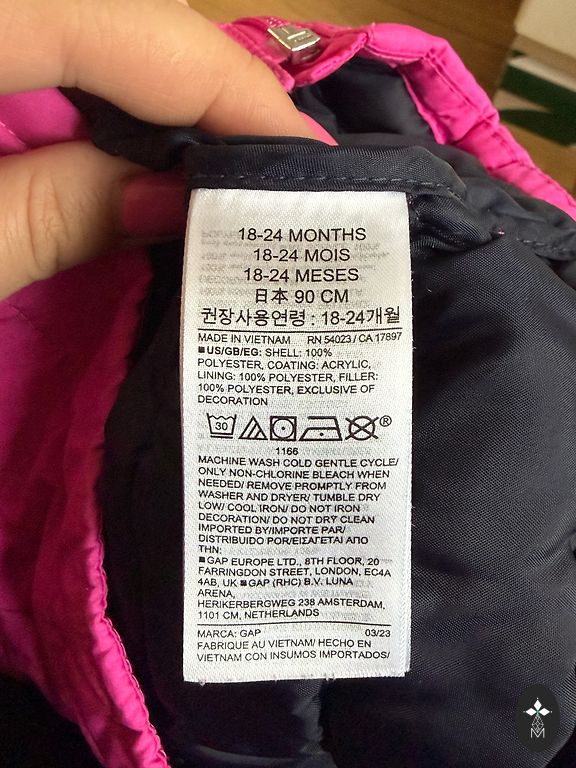 18-24 MONTHS
18-24 MOIS
18-24 MESES
日本 90 CM
권장사용연령 : 18-24개월
MADE IN VIETNAM RN 54023 / CA 17897
■US/GB/EG: SHELL: 100%
POLYESTER, COATING: ACRYLIC,
LINING: 100% POLYESTER, FILLER:
100% POLYESTER, EXCLUSIVE OF
DECORATION
30 ®
1166
MACHINE WASH COLD GENTLE CYCLE/
ONLY NON-CHLORINE BLEACH WHEN
NEEDED/ REMOVE PROMPTLY FROM
WASHER AND DRYER/ TUMBLE DRY
LOW/ COOL IRON/ DO NOT IRON
DECORATION/ DO NOT DRY CLEAN
IMPORTED BY/IMPORTE PAR/
DISTRIBUIDO POR/ΕΙΣΑΓΕΤΑΙ ΑΠΟ
ΤΗΝ:
■GAP EUROPE LTD., 8TH FLOOR, 20
FARRINGDON STREET, LONDON, EC4A
4AB, UK ■GAP (RHC) B.V. LUNA
ARENA,
HERIKERBERGWEG 238 AMSTERDAM,
1101 CM, NETHERLANDS
MARCA: GAP 03/23
FABRIQUE AU VIETNAM/ HECHO EN
VIETNAM CON INSUMOS IMPORTADOS/
M